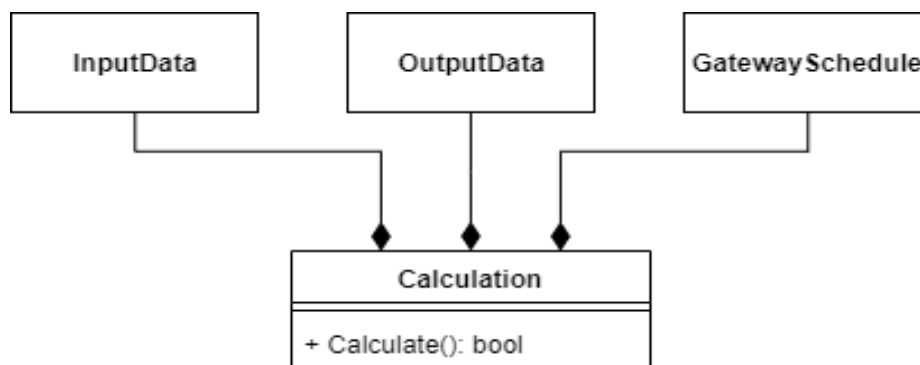 InputData
OutputData
GatewaySchedule
Calculation
+ Calculate(): bool